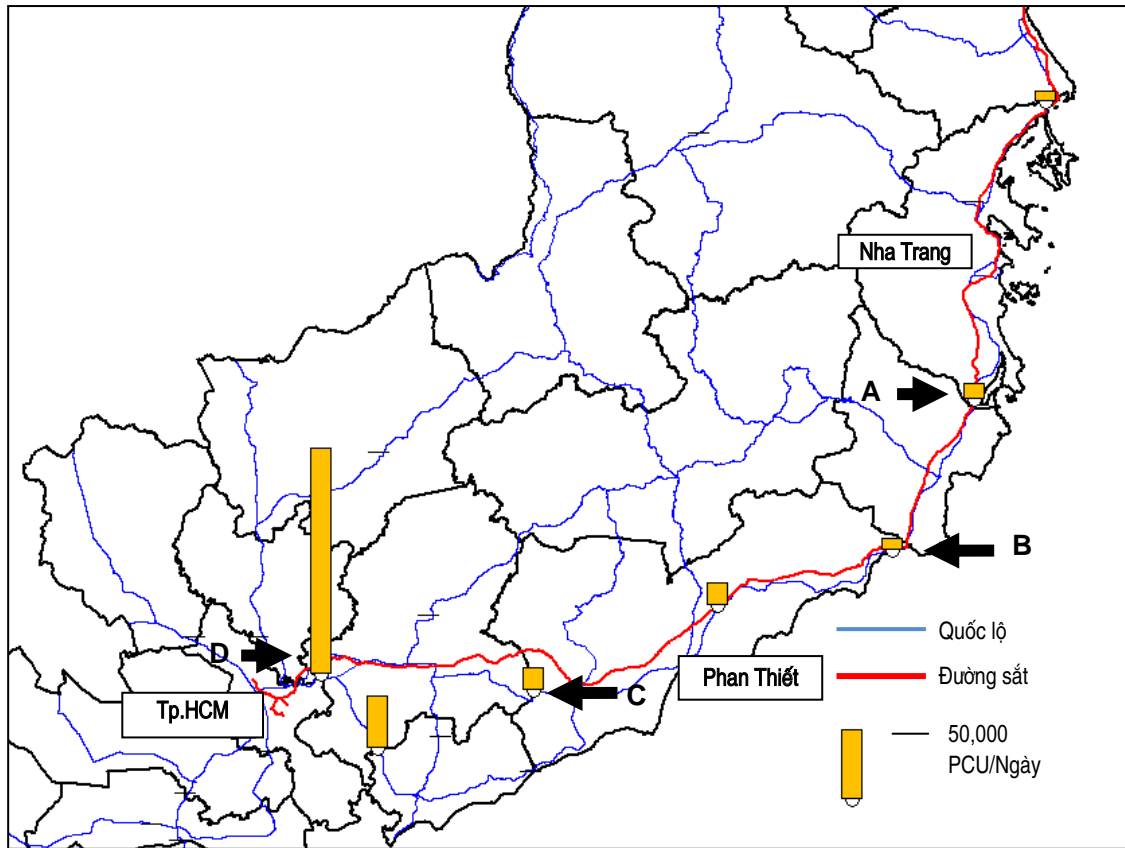 Nha Trang
A
B
Quốc lộ
D
Đường sắt
Phan Thiết
C
Tp.HCM
50,000
PCU/Ngày